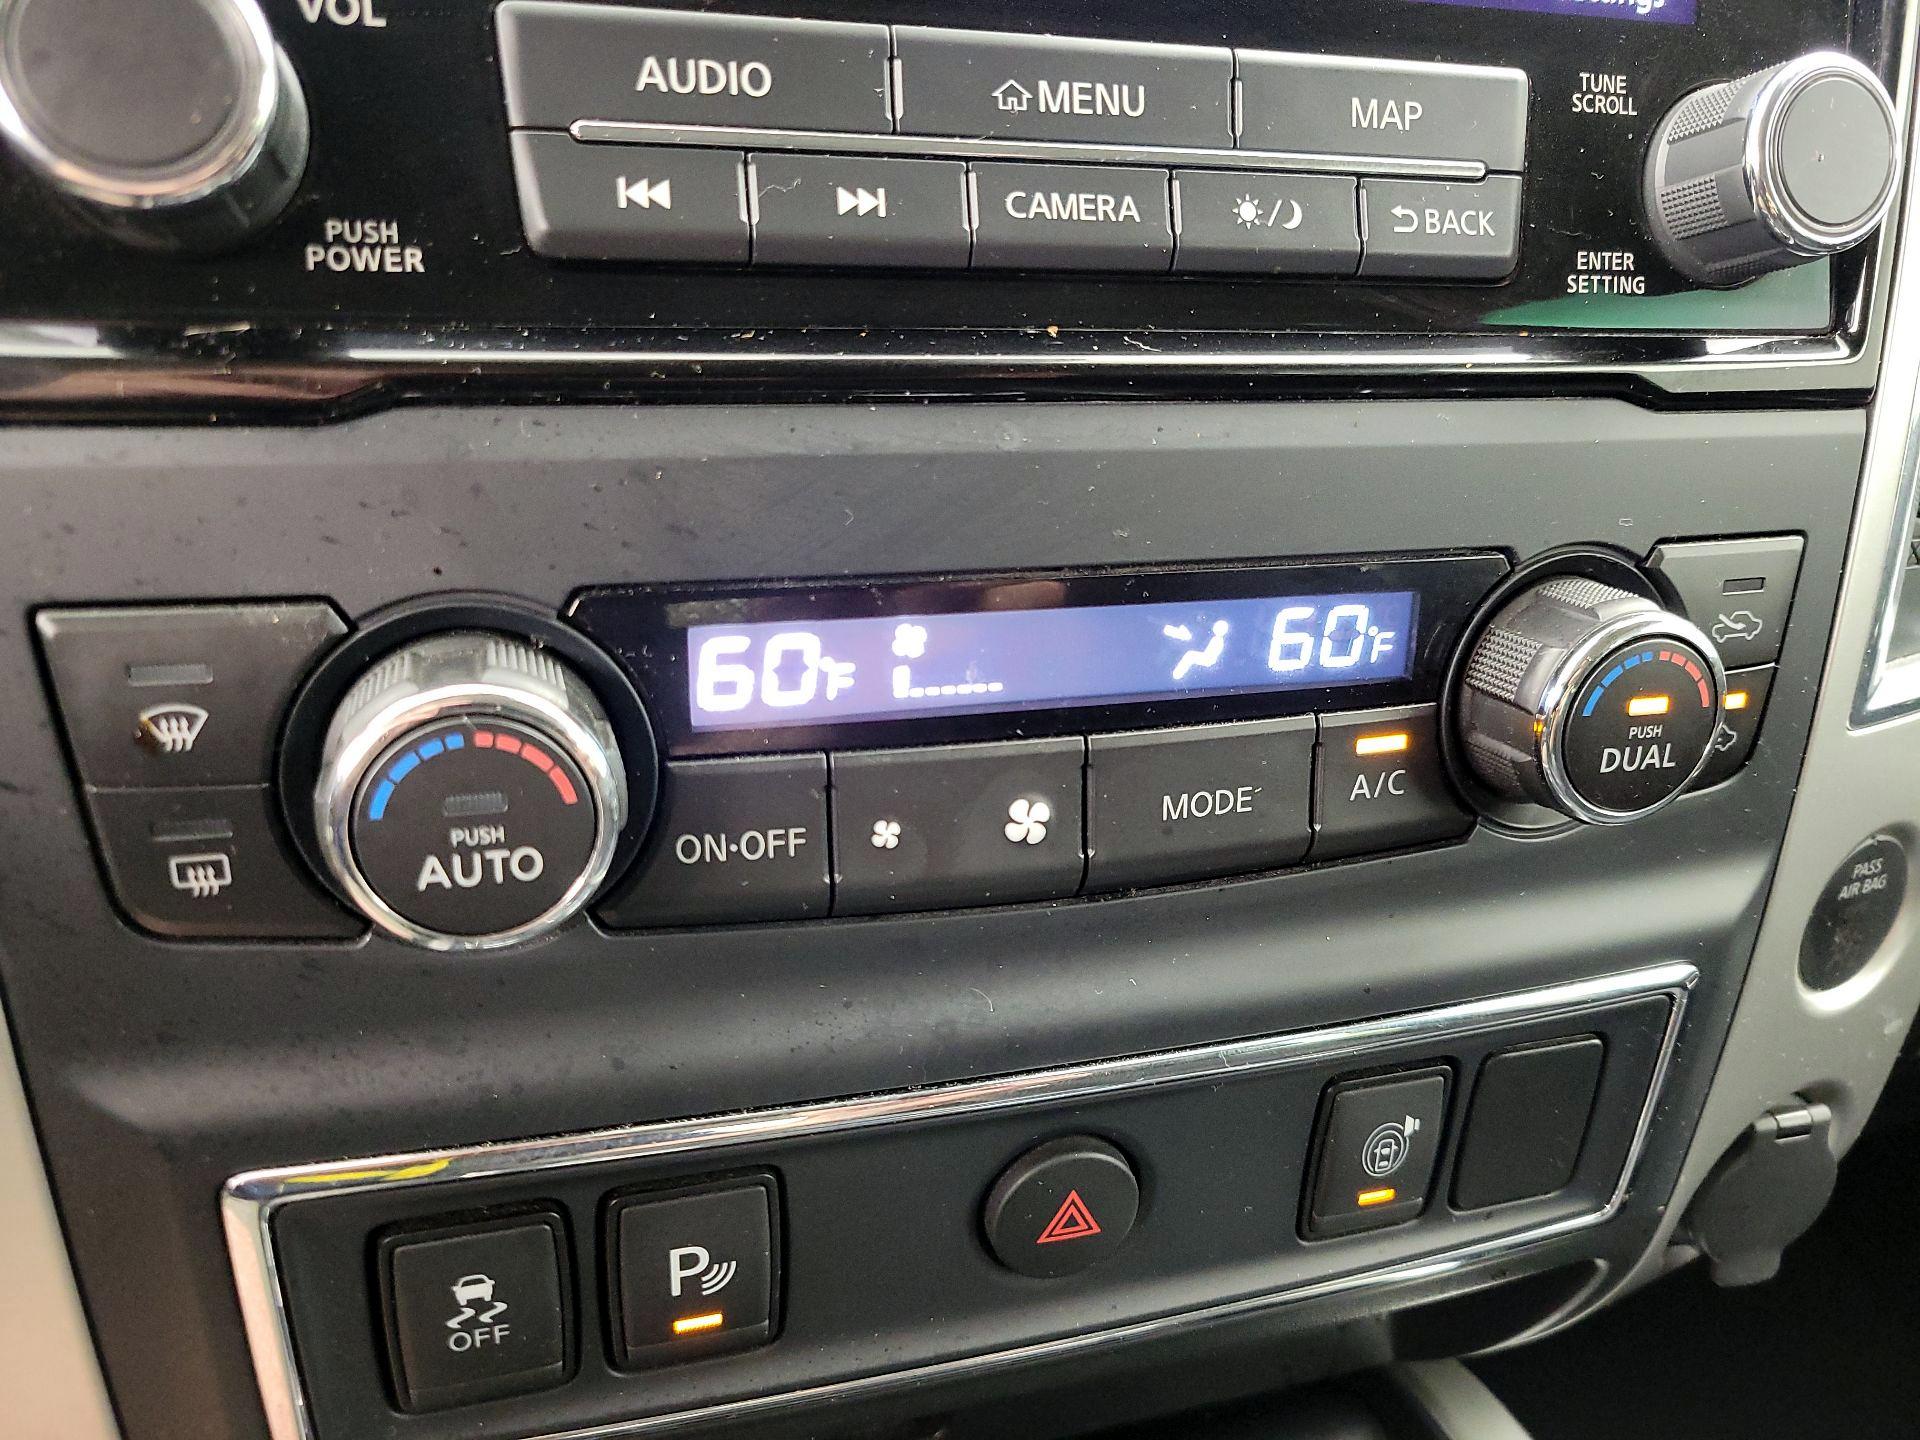 VOL
AUDIO
MENU
MAP
TUNE
SCROLL
CAMERA
BACK
PUSH
POWER
ENTER
SETTING
60°F
60°F
PUSH
AUTO
ON•OFF
MODE
A/C
PUSH
DUAL
PASS
AIR BAG
OFF
P